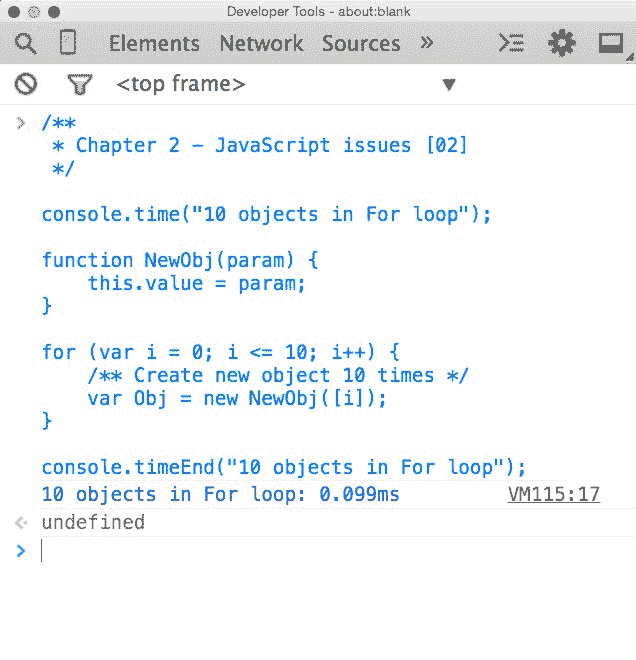 Developer Tools - about:blank
Elements Network Sources »
<top frame> ▼
> /**
 * Chapter 2 – JavaScript issues [02]
 */
console.time("10 objects in For loop");
function NewObj(param) {
    this.value = param;
}
for (var i = 0; i <= 10; i++) {
    /** Create new object 10 times */
    var Obj = new NewObj([i]);
}
console.timeEnd("10 objects in For loop");
10 objects in For loop: 0.099ms VM115:17
undefined
>